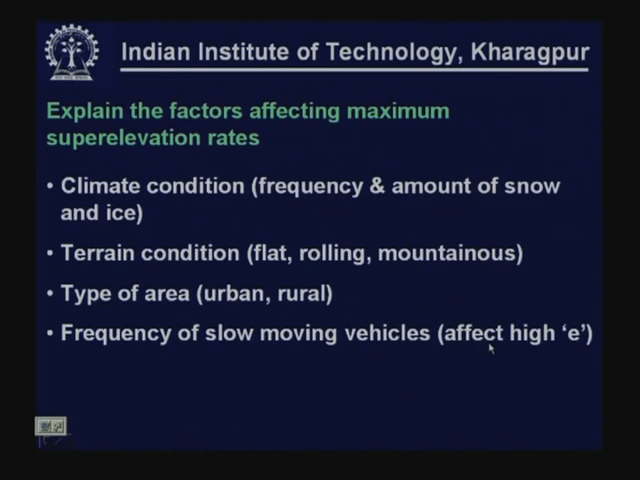 Indian Institute of Technology, Kharagpur
Explain the factors affecting maximum
superelevation rates
• Climate condition (frequency & amount of snow
and ice)
• Terrain condition (flat, rolling, mountainous)
• Type of area (urban, rural)
• Frequency of slow moving vehicles (affect high ‘e’)